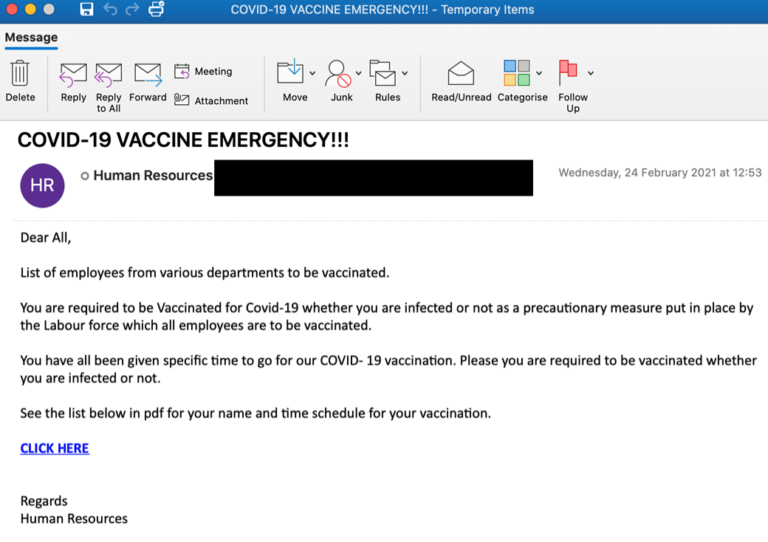 COVID-19 VACCINE EMERGENCY!!! - Temporary Items
Message
Delete
Reply
Reply to All
Forward
Meeting
Attachment
Move
Junk
Rules
Read/Unread
Categorise
Follow Up
COVID-19 VACCINE EMERGENCY!!!
HR
Human Resources
Wednesday, 24 February 2021 at 12:53
Dear All,
List of employees from various departments to be vaccinated.
You are required to be Vaccinated for Covid-19 whether you are infected or not as a precautionary measure put in place by
the Labour force which all employees are to be vaccinated.
You have all been given specific time to go for our COVID- 19 vaccination. Please you are required to be vaccinated whether
you are infected or not.
See the list below in pdf for your name and time schedule for your vaccination.
CLICK HERE
Regards
Human Resources